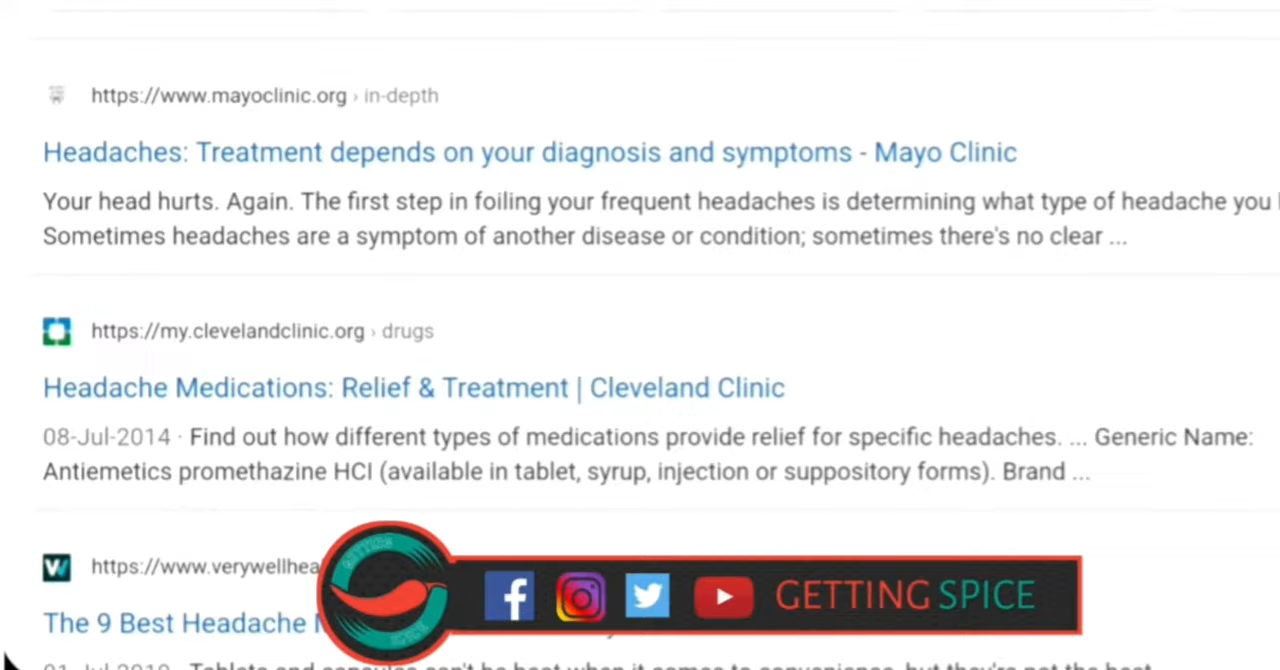 https://www.mayoclinic.org › in-depth
Headaches: Treatment depends on your diagnosis and symptoms - Mayo Clinic
Your head hurts. Again. The first step in foiling your frequent headaches is determining what type of headache you
Sometimes headaches are a symptom of another disease or condition; sometimes there's no clear ...
https://my.clevelandclinic.org › drugs
Headache Medications: Relief & Treatment | Cleveland Clinic
08-Jul-2014 · Find out how different types of medications provide relief for specific headaches. ... Generic Name:
Antiemetics promethazine HCI (available in tablet, syrup, injection or suppository forms). Brand ...
https://www.verywellhea
The 9 Best Headache
GETTING SPICE